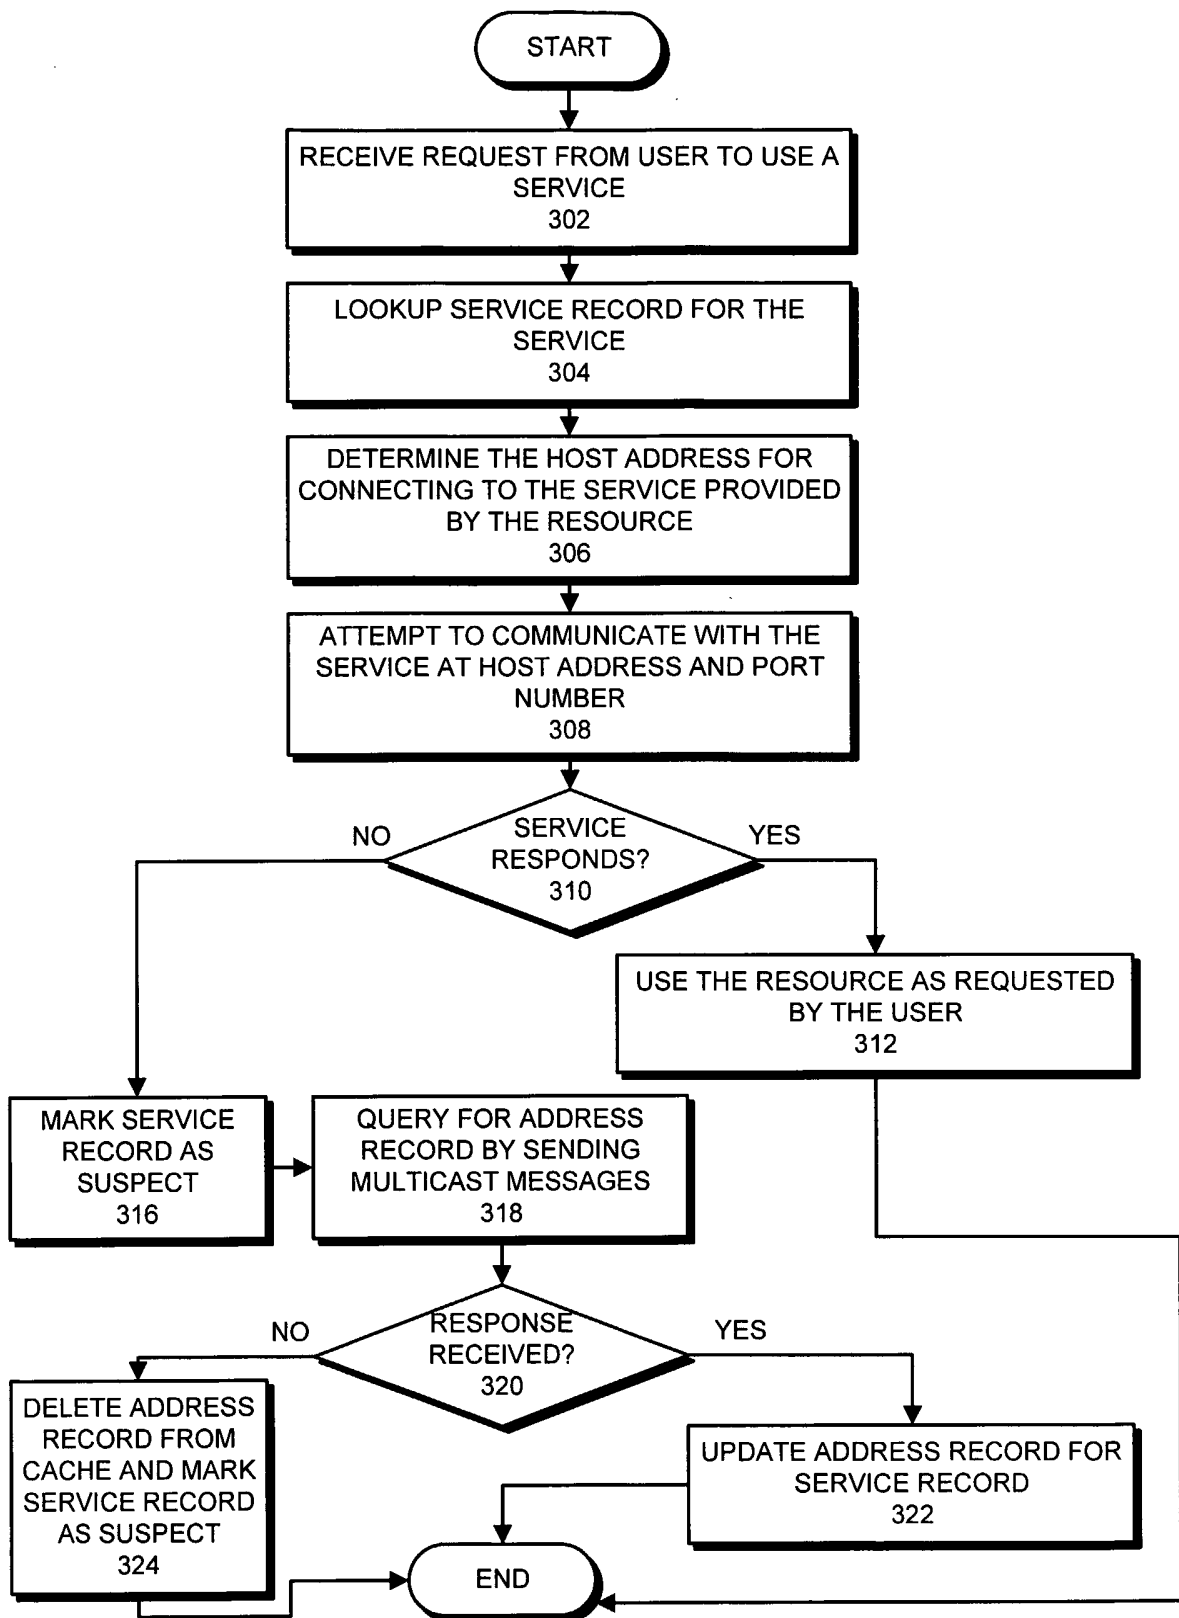 START
RECEIVE REQUEST FROM USER TO USE A
SERVICE
302
LOOKUP SERVICE RECORD FOR THE
SERVICE
304
DETERMINE THE HOST ADDRESS FOR
CONNECTING TO THE SERVICE PROVIDED
BY THE RESOURCE
306
ATTEMPT TO COMMUNICATE WITH THE
SERVICE AT HOST ADDRESS AND PORT
NUMBER
308
NO
SERVICE
RESPONDS?
310
YES
USE THE RESOURCE AS REQUESTED
BY THE USER
312
MARK SERVICE
RECORD AS
SUSPECT
316
QUERY FOR ADDRESS
RECORD BY SENDING
MULTICAST MESSAGES
318
NO
RESPONSE
RECEIVED?
320
YES
DELETE ADDRESS
RECORD FROM
CACHE AND MARK
SERVICE RECORD
AS SUSPECT
324
UPDATE ADDRESS RECORD FOR
SERVICE RECORD
322
END